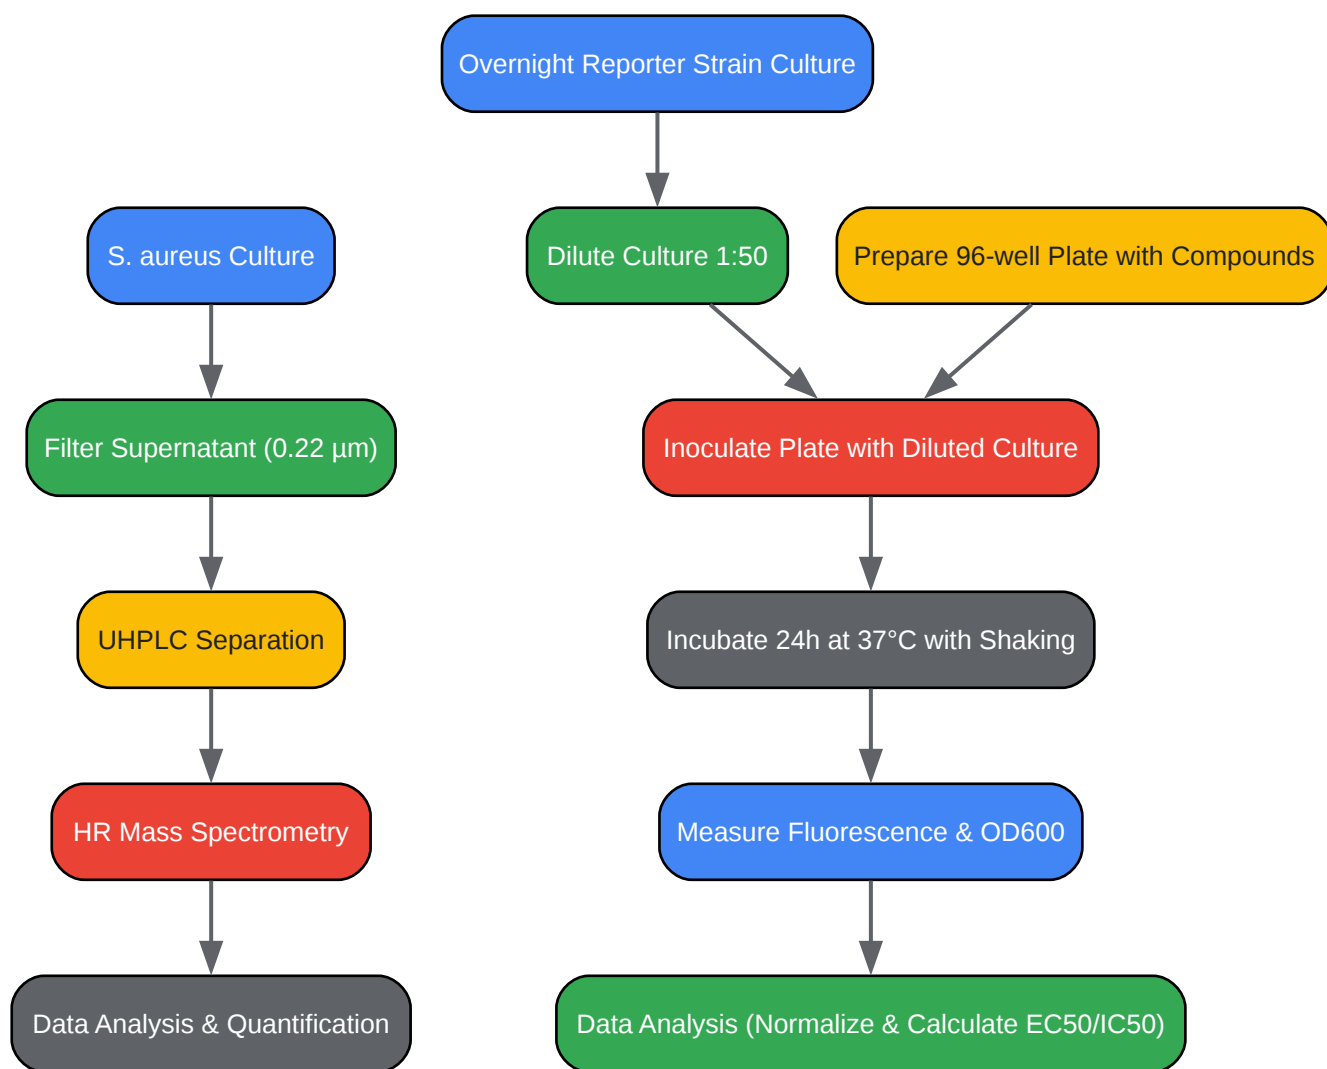 Overnight Reporter Strain Culture
S. aureus Culture
Dilute Culture 1:50
Prepare 96-well Plate with Compounds
Filter Supernatant (0.22 µm)
Inoculate Plate with Diluted Culture
UHPLC Separation
Incubate 24h at 37°C with Shaking
HR Mass Spectrometry
Measure Fluorescence & OD600
Data Analysis & Quantification
Data Analysis (Normalize & Calculate EC50/IC50)